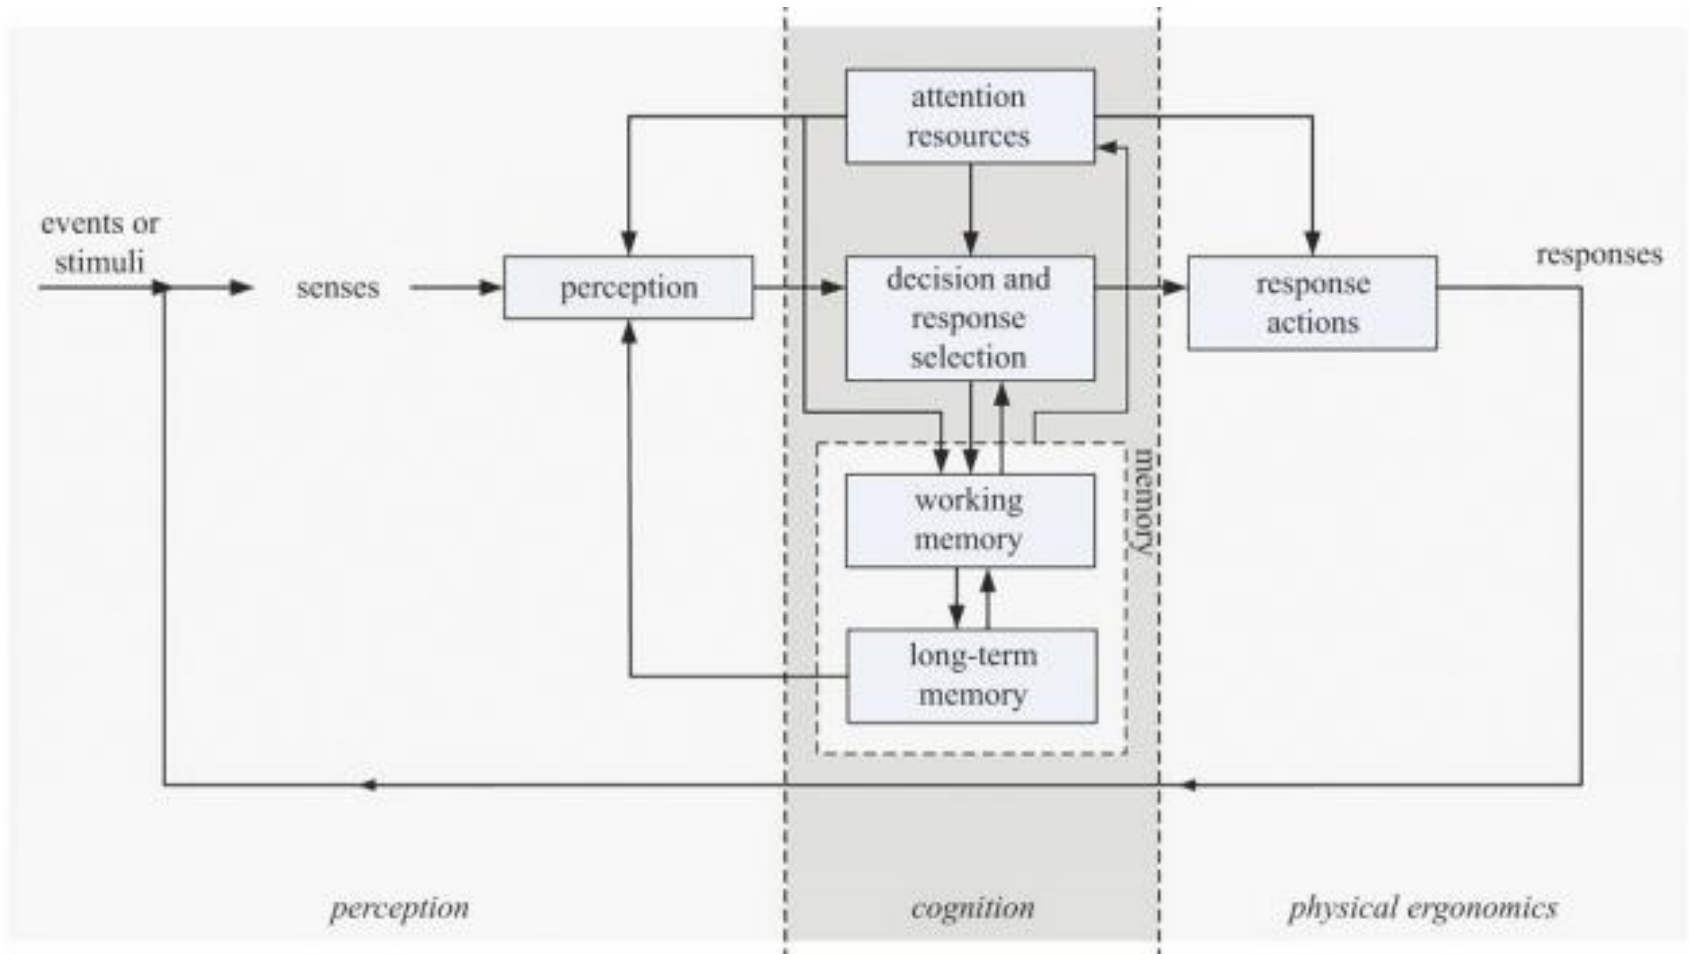 attention
resources
events or
stimuli
senses
perception
decision and
response
selection
response
actions
responses
memory
working
memory
long-term
memory
perception
cognition
physical ergonomics